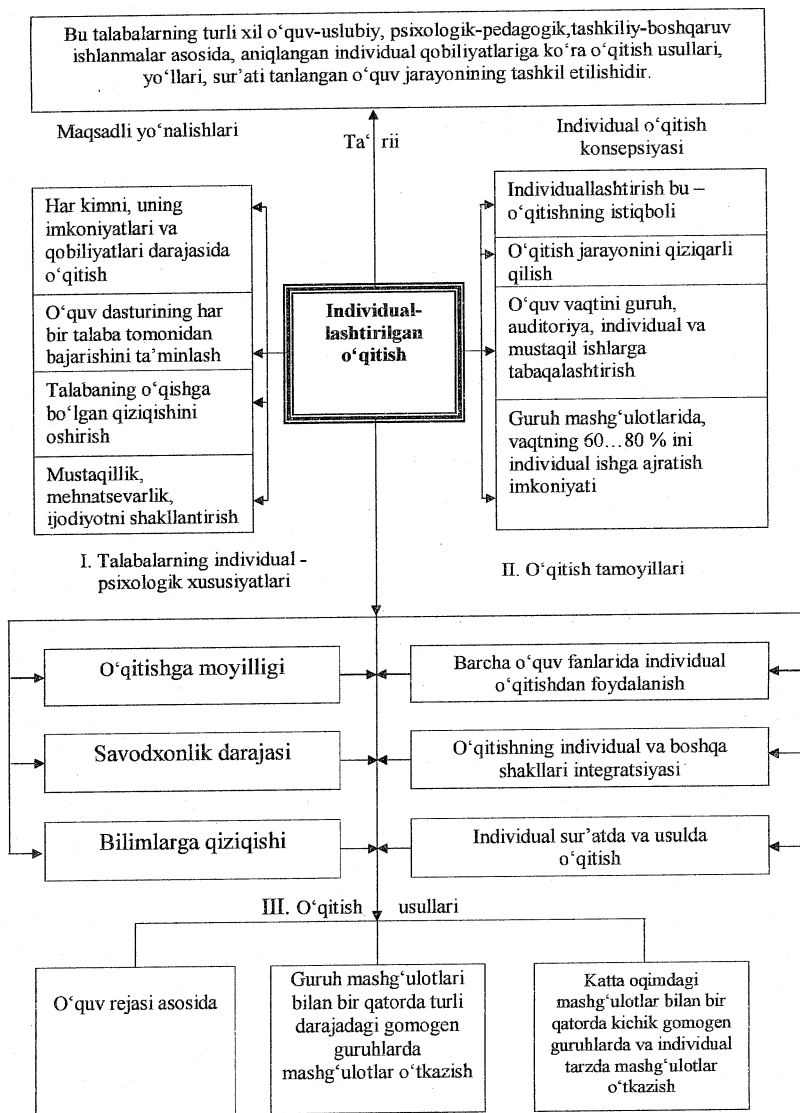 Bu talabalarning turli xil o‘quv-uslubiy, psixologik-pedagogik,tashkiliy-boshqaruv
ishlanmalar asosida, aniqlangan individual qobiliyatlariga ko‘ra o‘qitish usullari,
yo‘llari, sur’ati tanlangan o‘quv jarayonining tashkil etilishidir.
Maqsadli yo‘nalishlari
Ta‘ rii
Individual o‘qitish
konsepsiyasi
Har kimni, uning
imkoniyatlari va
qobiliyatlari darajasida
o‘qitish
O‘quv dasturining har
bir talaba tomonidan
bajarishini ta’minlash
Talabaning o‘qishga
bo‘lgan qiziqishini
oshirish
Mustaqillik,
mehnatsevarlik,
ijodiyotni shakllantirish
Individual-
lashtirilgan
o‘qitish
Individuallashtirish bu –
o‘qitishning istiqboli
O‘qitish jarayonini qiziqarli
qilish
O‘quv vaqtini guruh,
auditoriya, individual va
mustaqil ishlarga
tabaqalashtirish
Guruh mashg‘ulotlarida,
vaqtning 60...80 % ini
individual ishga ajratish
imkoniyati
I. Talabalarning individual -
psixologik xususiyatlari
II. O‘qitish tamoyillari
O‘qitishga moyilligi
Savodxonlik darajasi
Bilimlarga qiziqishi
Barcha o‘quv fanlarida individual
o‘qitishdan foydalanish
O‘qitishning individual va boshqa
shakllari integratsiyasi
Individual sur’atda va usulda
o‘qitish
III. O‘qitish usullari
O‘quv rejasi asosida
Guruh mashg‘ulotlari
bilan bir qatorda turli
darajadagi gomogen
guruhlarda
mashg‘ulotlar o‘tkazish
Katta oqimdagi
mashg‘ulotlar bilan bir
qatorda kichik gomogen
guruhlarda va individual
tarzda mashg‘ulotlar
o‘tkazish